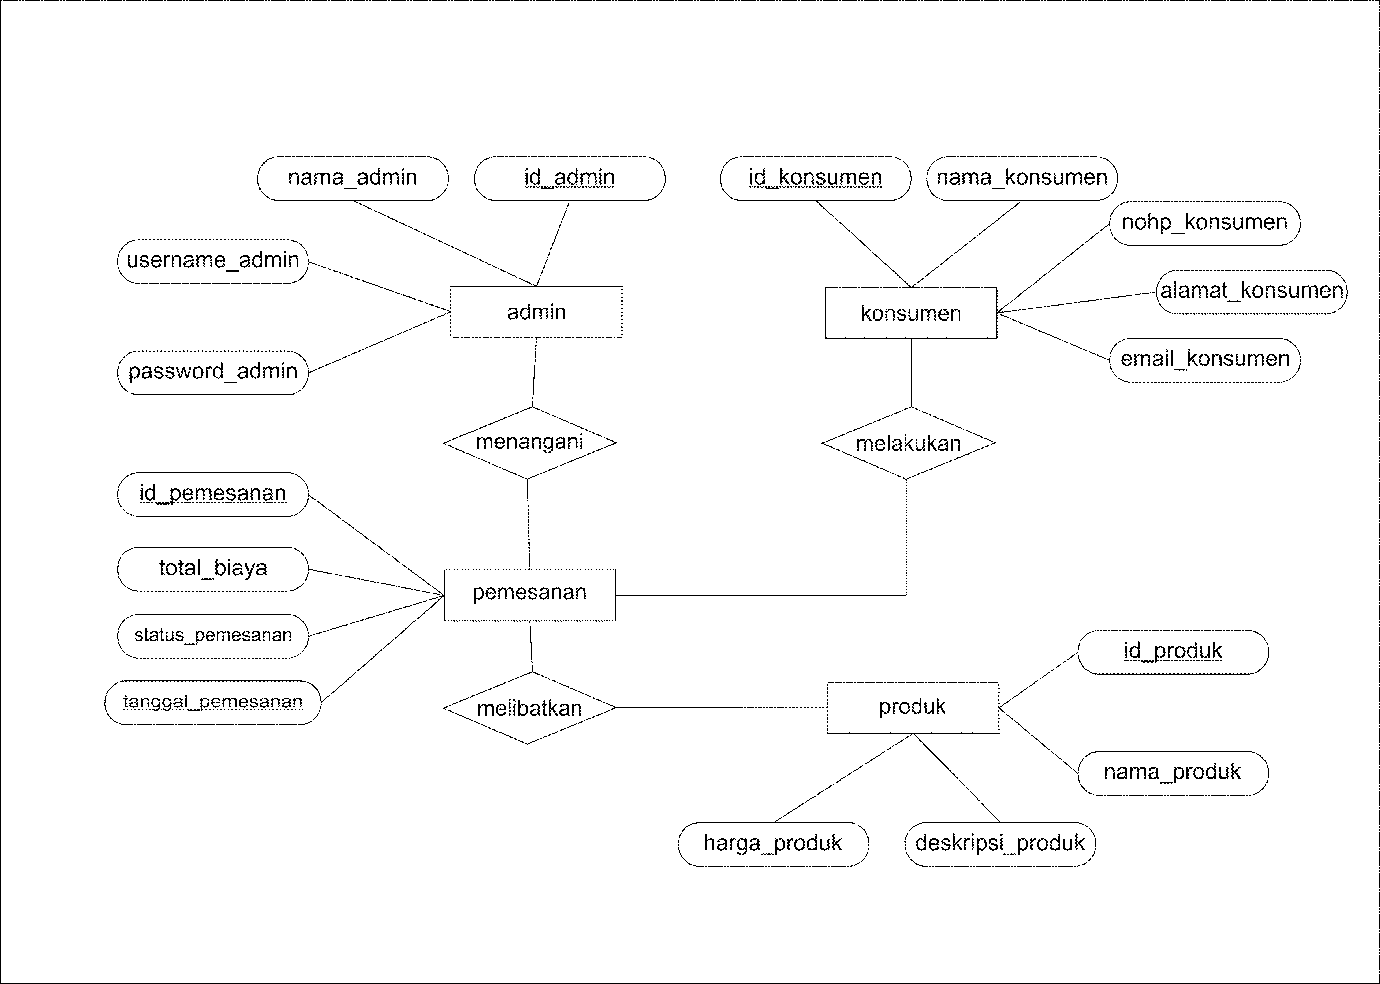 nama_admin
id_admin
id_konsumen
nama_konsumen
nohp_konsumen
username_admin
alamat_konsumen
admin
konsumen
email_konsumen
password_admin
menangani
melakukan
id_pemesanan
total_biaya
pemesanan
status_pemesanan
id_produk
tanggal_pemesanan
melibatkan
produk
nama_produk
harga_produk
deskripsi_produk